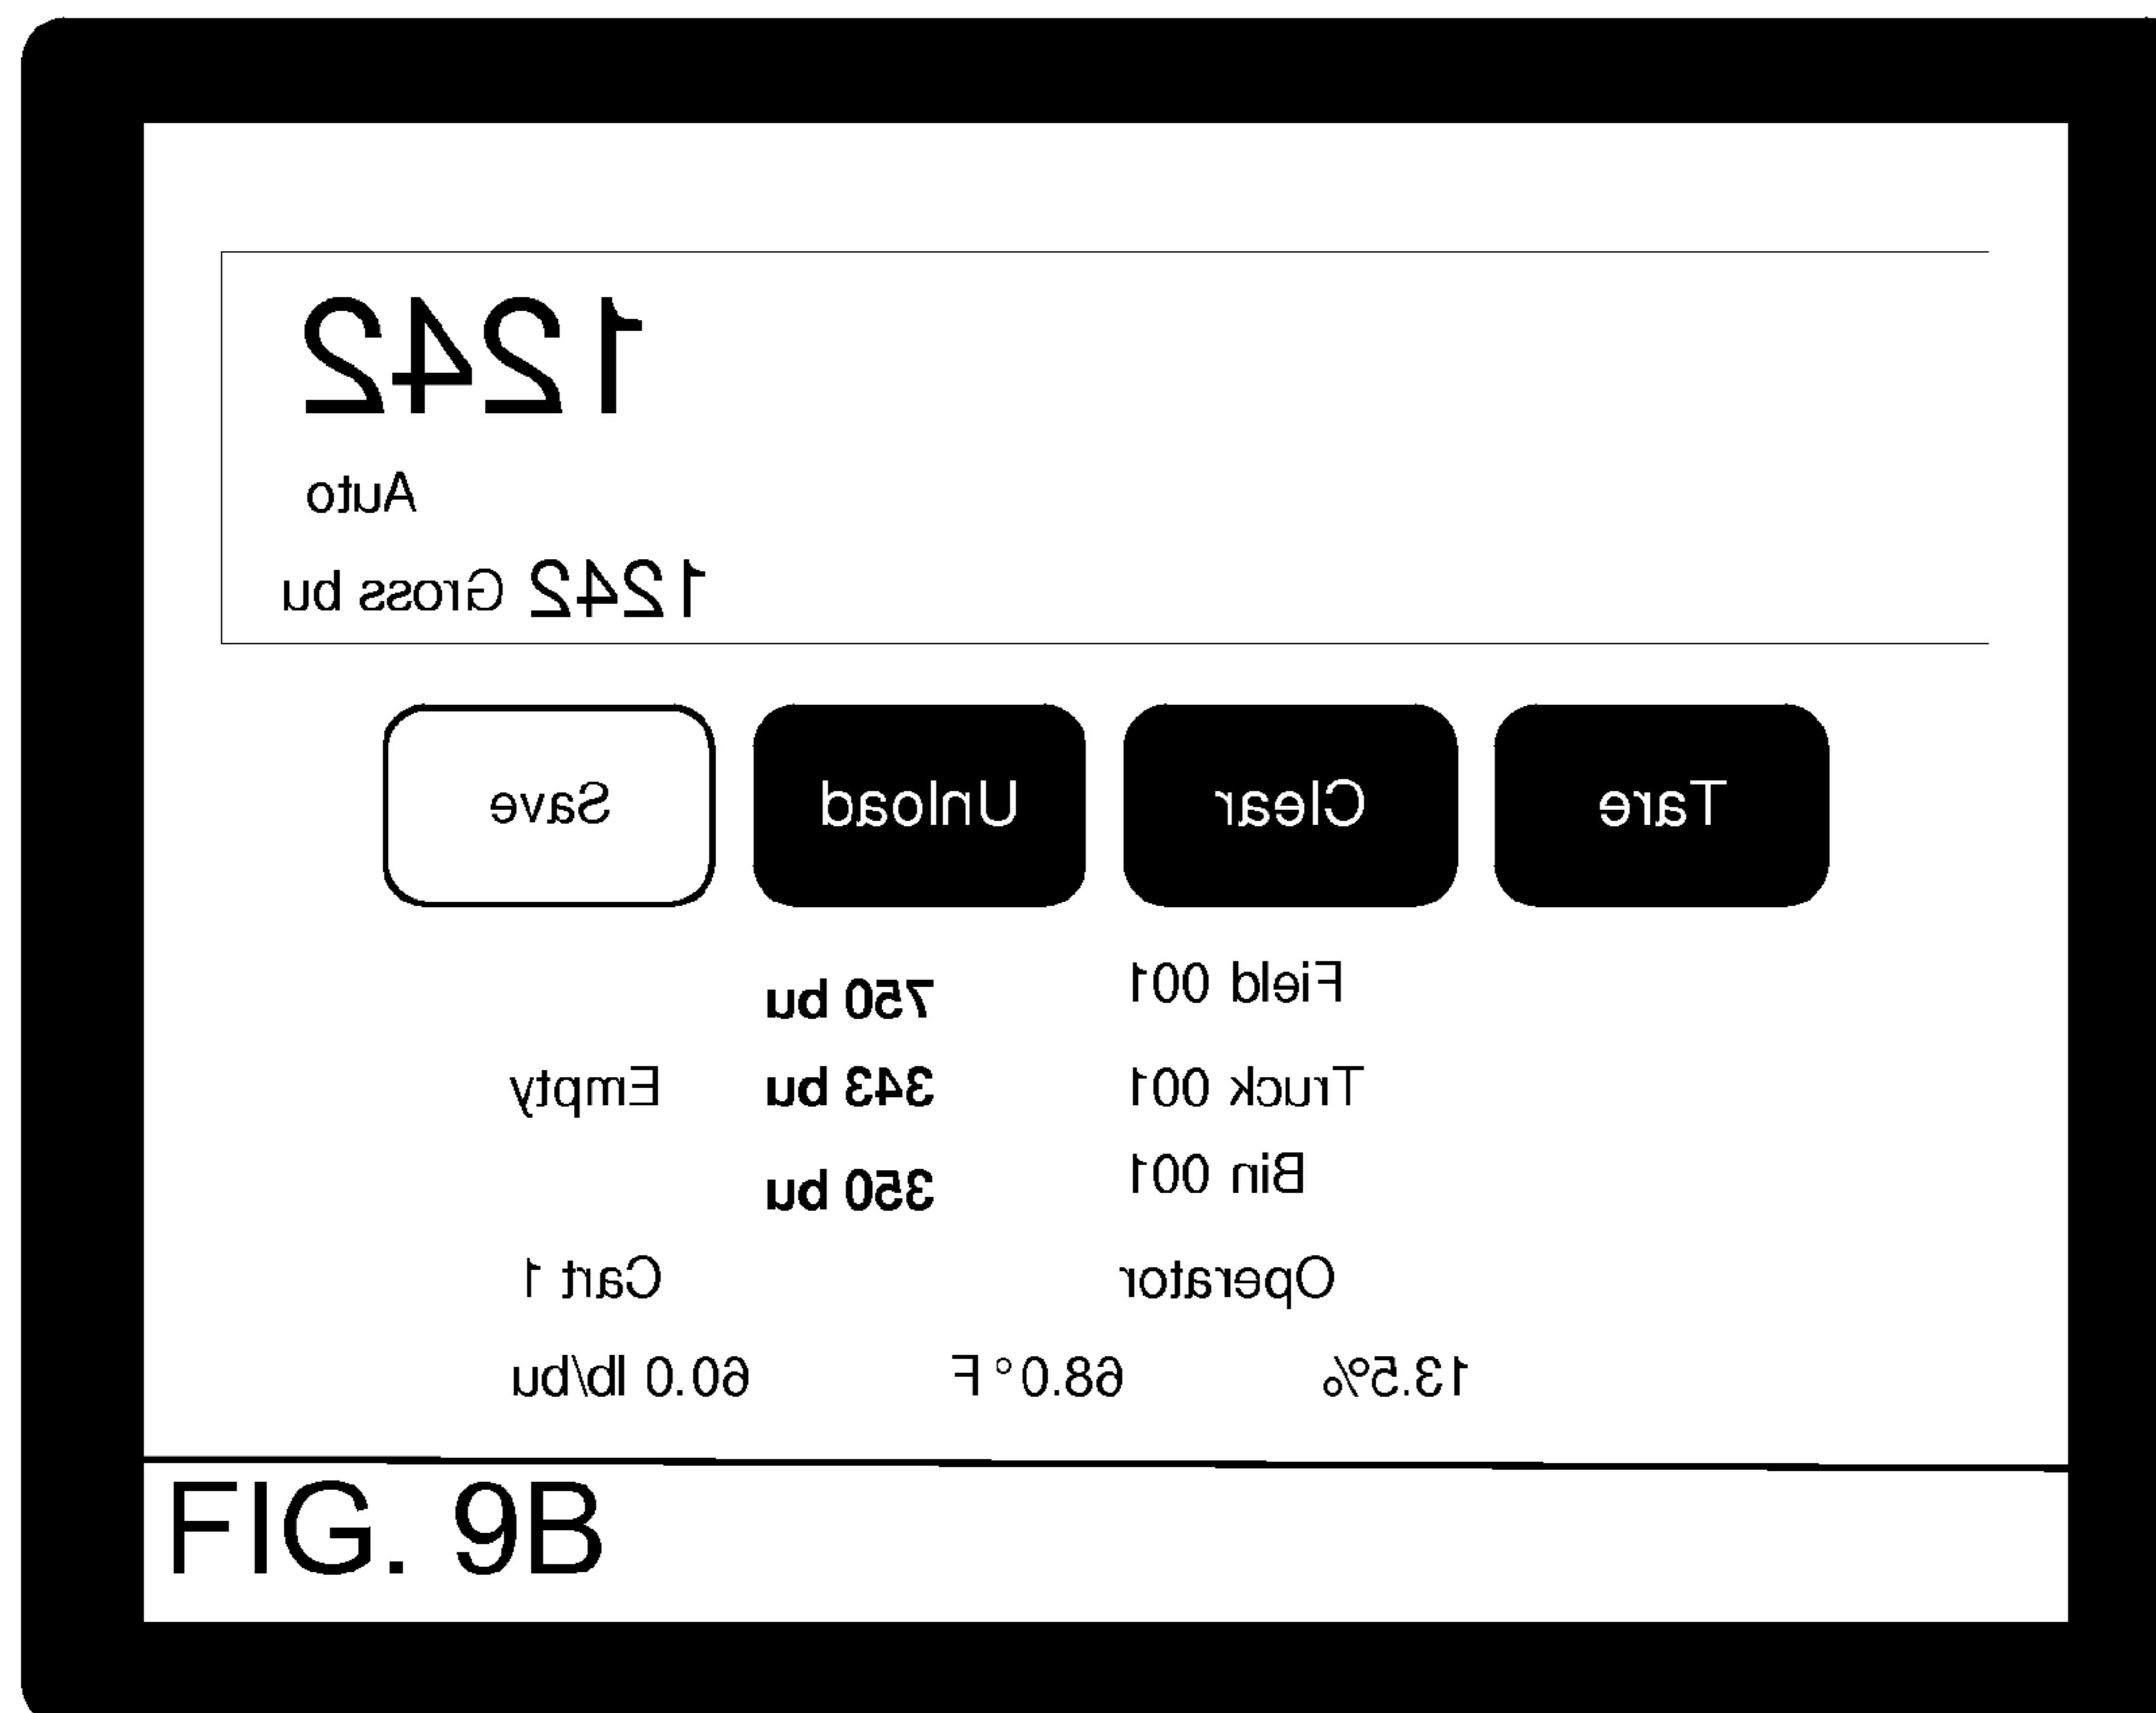 1242
Auto
1242 Gross bu
Tare Clear Unload Save
Field 001 750 bu
Truck 001 343 bu Empty
Bin 001 350 bu
Operator Cart 1
13.5% 68.0° F 60.0 lb/bu
FIG. 9B